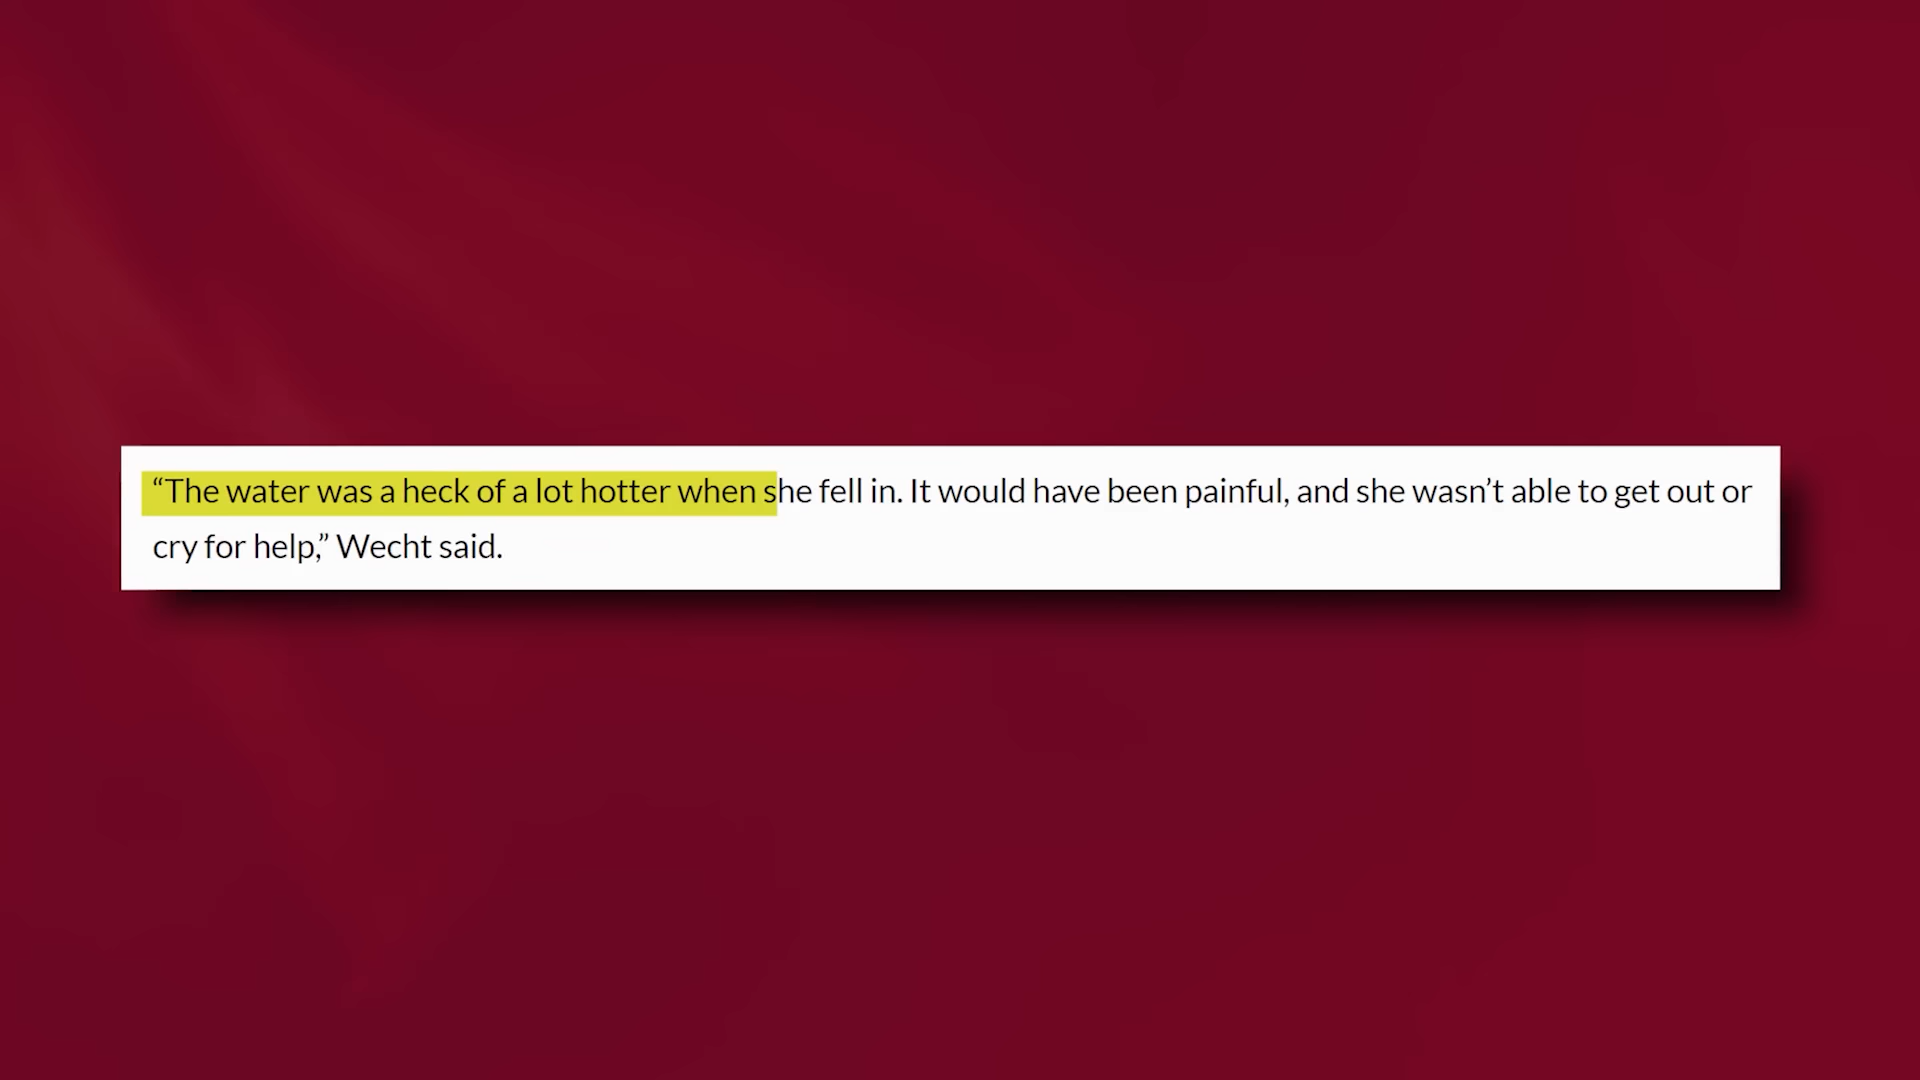 “The water was a heck of a lot hotter when she fell in. It would have been painful, and she wasn’t able to get out or
cry for help,” Wecht said.